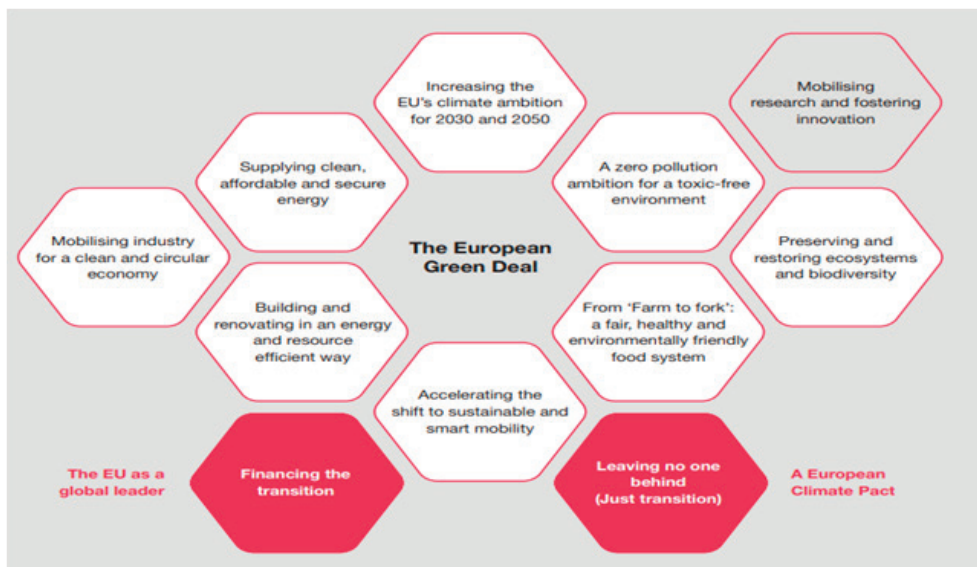 Increasing the
EU's climate ambition
for 2030 and 2050
Mobilising
research and fostering
innovation
Supplying clean,
affordable and secure
energy
A zero pollution
ambition for a toxic-free
environment
Mobilising industry
for a clean and circular
economy
The European
Green Deal
Preserving and
restoring ecosystems
and biodiversity
Building and
renovating in an energy
and resource
efficient way
From ‘Farm to fork’:
a fair, healthy and
environmentally friendly
food system
Accelerating the
shift to sustainable and
smart mobility
The EU as a
global leader
Financing the
transition
Leaving no one
behind
(Just transition)
A European
Climate Pact